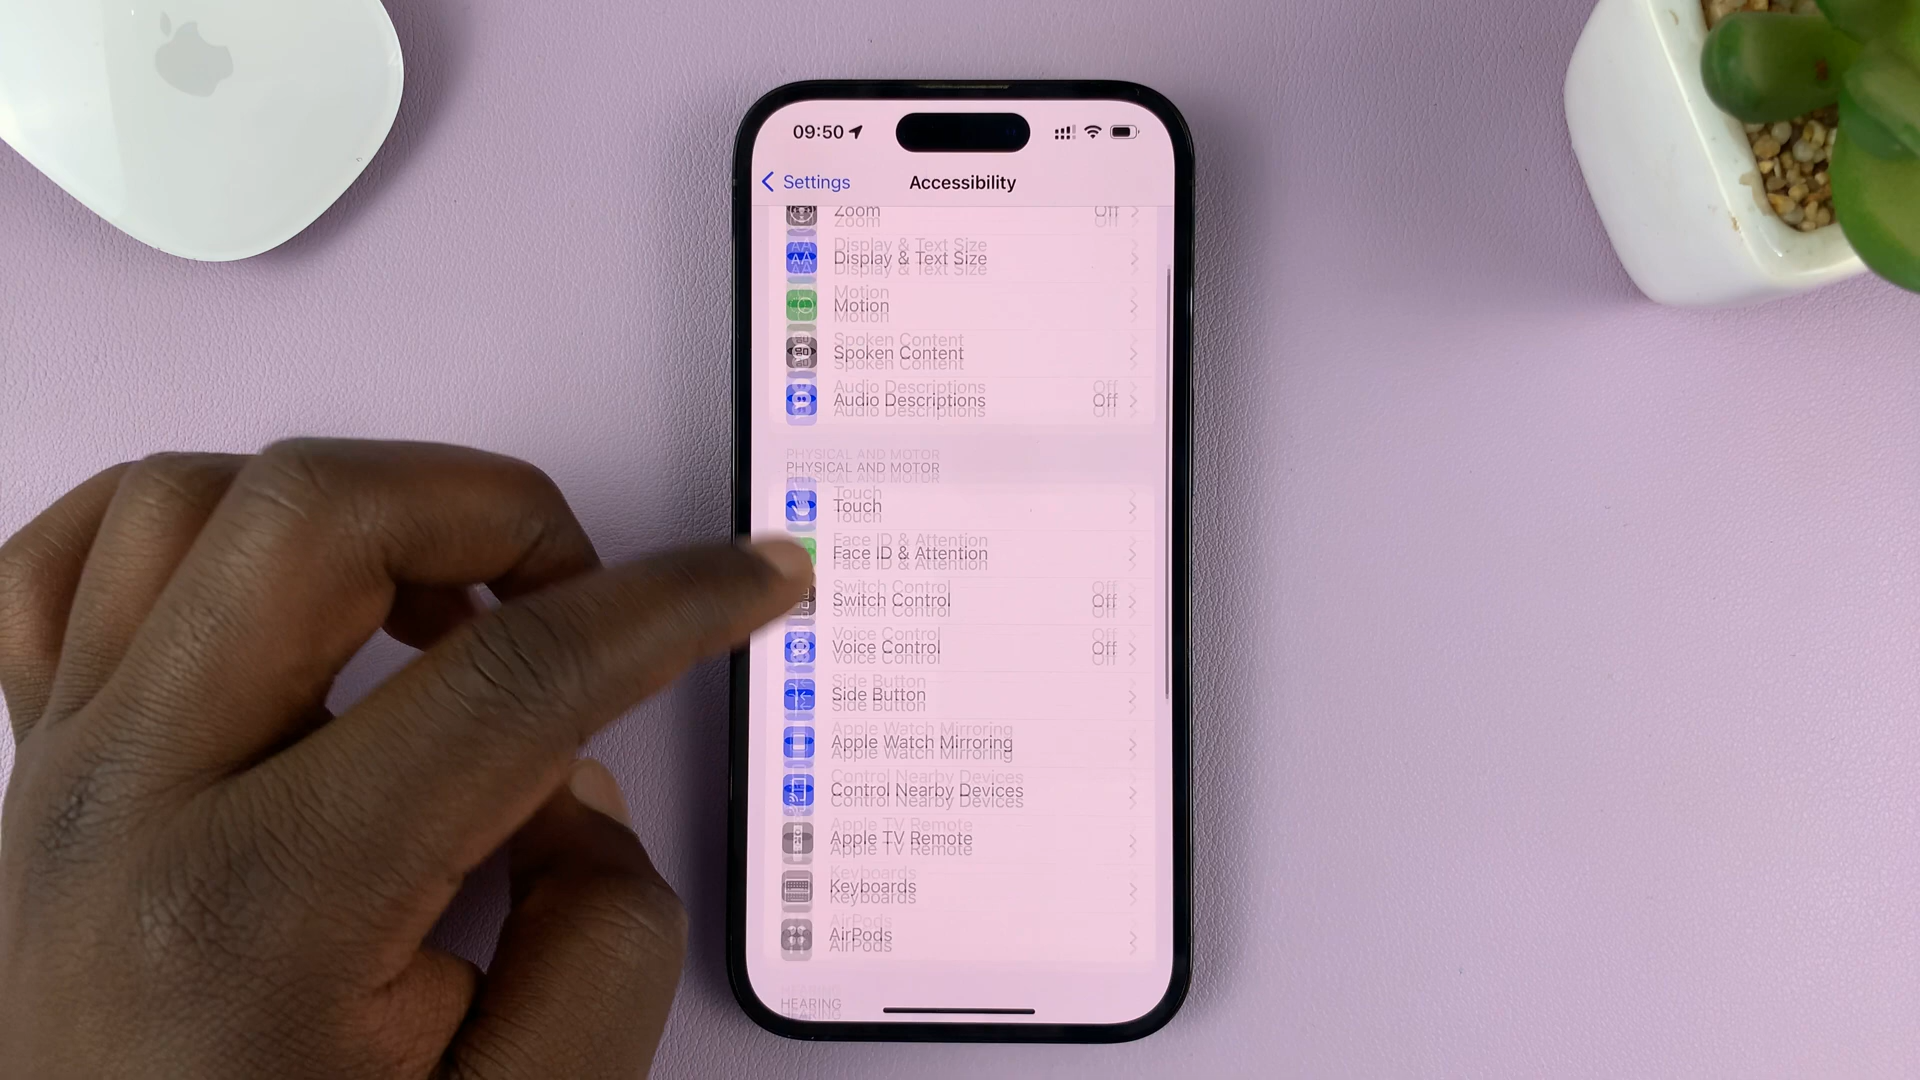 09:50
Settings
Accessibility
Zoom Off
Display & Text Size
Motion
Spoken Content
Audio Descriptions Off
PHYSICAL AND MOTOR
Touch
Face ID & Attention
Switch Control Off
Voice Control Off
Side Button
Apple Watch Mirroring
Control Nearby Devices
Apple TV Remote
Keyboards
AirPods
HEARING